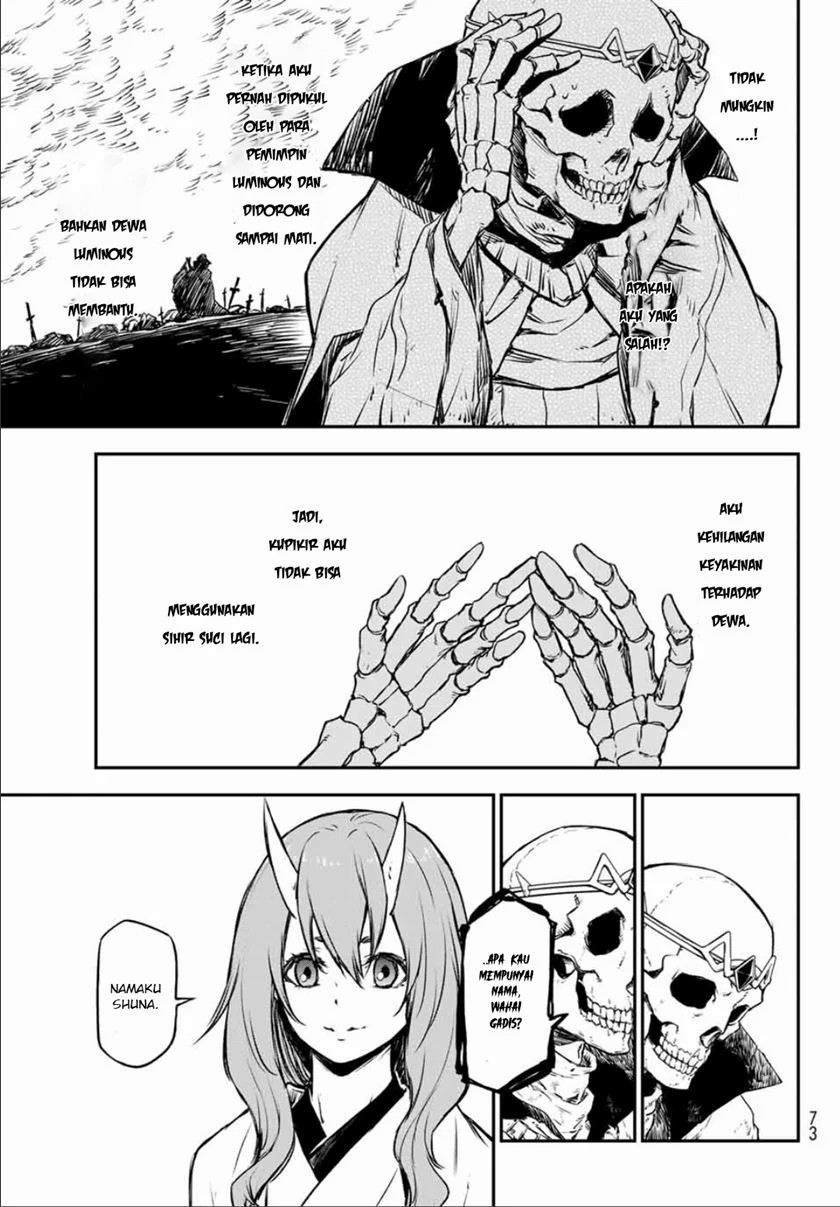 TIDAK
MUNGKIN
....!
APAKAH
AKU YANG
SALAH!?
KETIKA AKU
PERNAH DIPUKUL
OLEH PARA
PEMIMPIN
LUMINOUS DAN
DIDORONG
SAMPAI MATI.
BAHKAN DEWA
LUMINOUS
TIDAK BISA
MEMBANTU.
AKU
KEHILANGAN
KEYAKINAN
TERHADAP
DEWA.
JADI,
KUPIKIR AKU
TIDAK BISA
MENGGUNAKAN
SIHIR SUCI LAGI.
..APA KAU
MEMPUNYAI
NAMA,
WAHAI
GADIS?
NAMAKU
SHUNA.
73